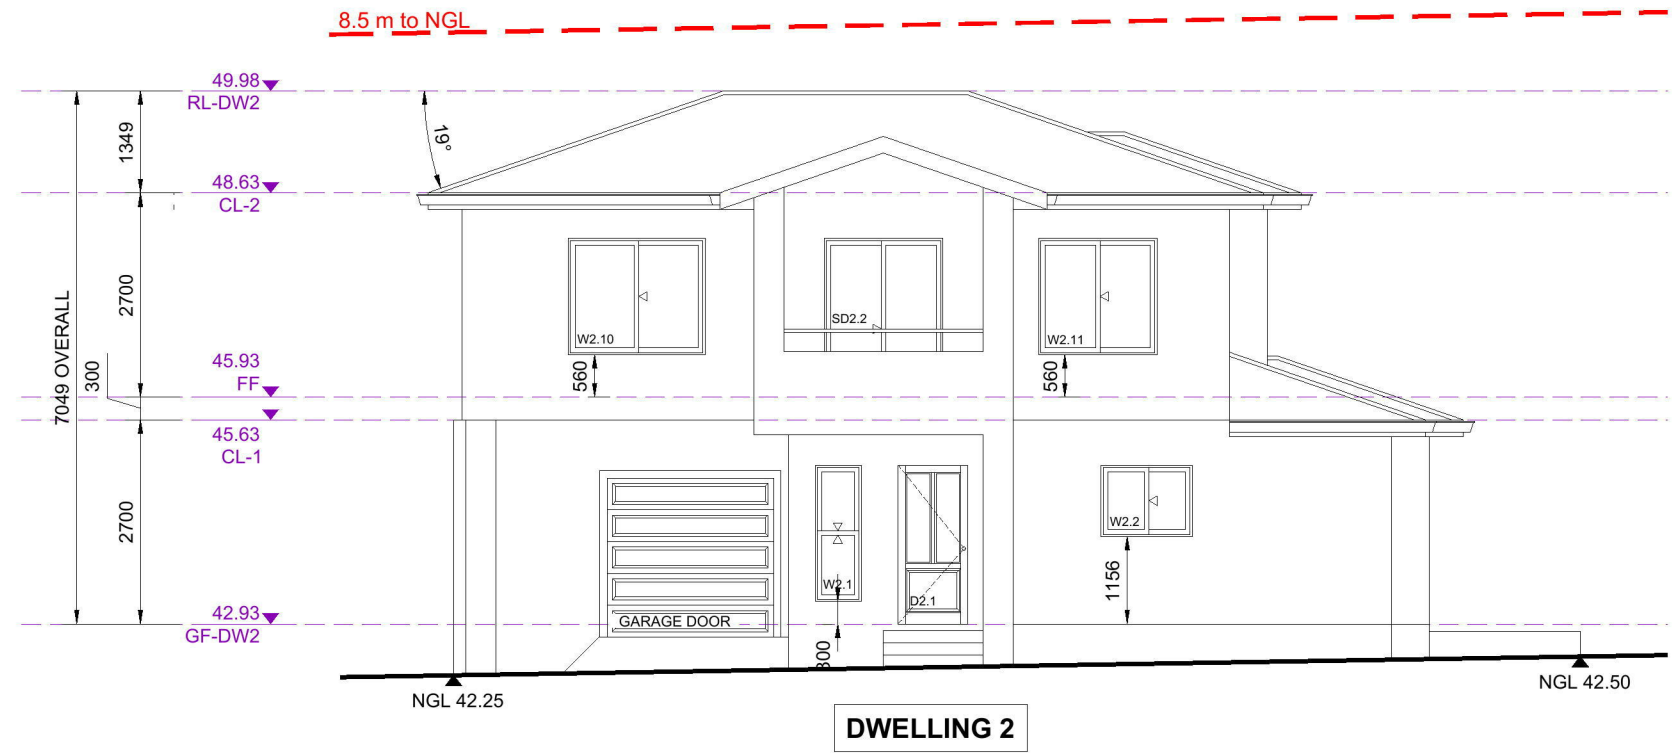 8.5 m to NGL
49.98
RL-DW2
1349
19°
48.63
CL-2
2700
7049 OVERALL
300
45.93
FF
45.63
CL-1
2700
42.93
GF-DW2
W2.10
SD2.2
W2.11
560
560
W2.1
D2.1
W2.2
1156
GARAGE DOOR
300
NGL 42.25
NGL 42.50
DWELLING 2